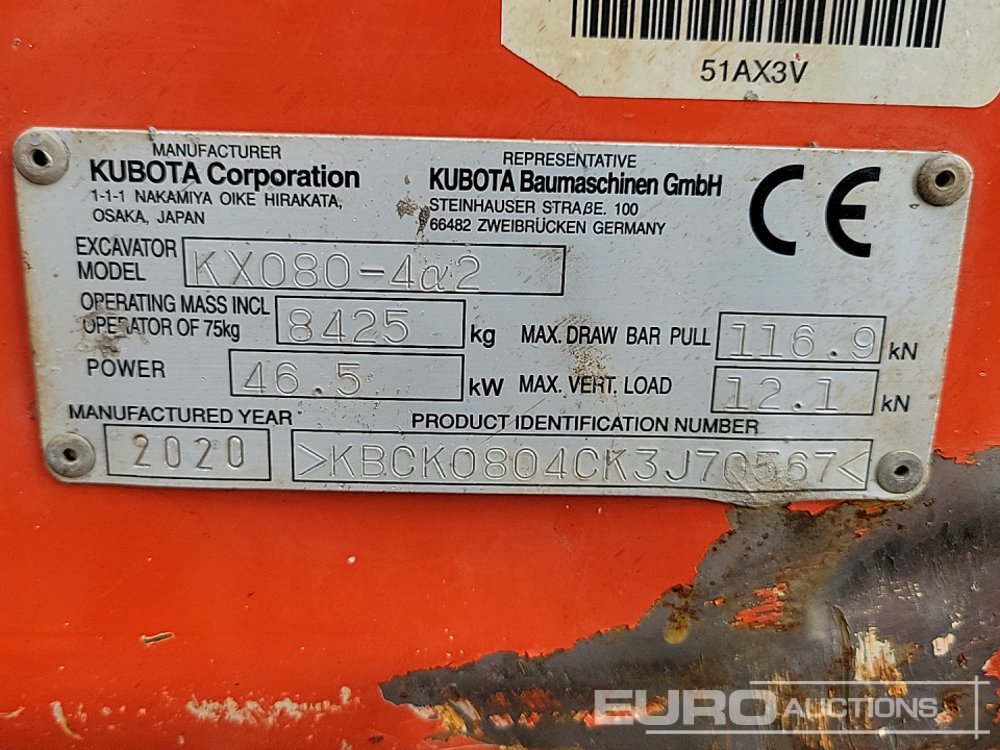 51AX3V
MANUFACTURER
KUBOTA Corporation
1-1-1 NAKAMIYA OIKE HIRAKATA,
OSAKA, JAPAN
REPRESENTATIVE
KUBOTA Baumaschinen GmbH
STEINHAUSER STRAßE. 100
66482 ZWEIBRÜCKEN GERMANY
CE
EXCAVATOR MODEL KX080-4α2
OPERATING MASS INCL
OPERATOR OF 75kg 8425 kg
MAX. DRAW BAR PULL 116.9 kN
POWER 46.5 kW
MAX. VERT. LOAD 12.1 kN
MANUFACTURED YEAR
2020
PRODUCT IDENTIFICATION NUMBER
>KBCK0804CK3J70567<
EURO AUCTIONS